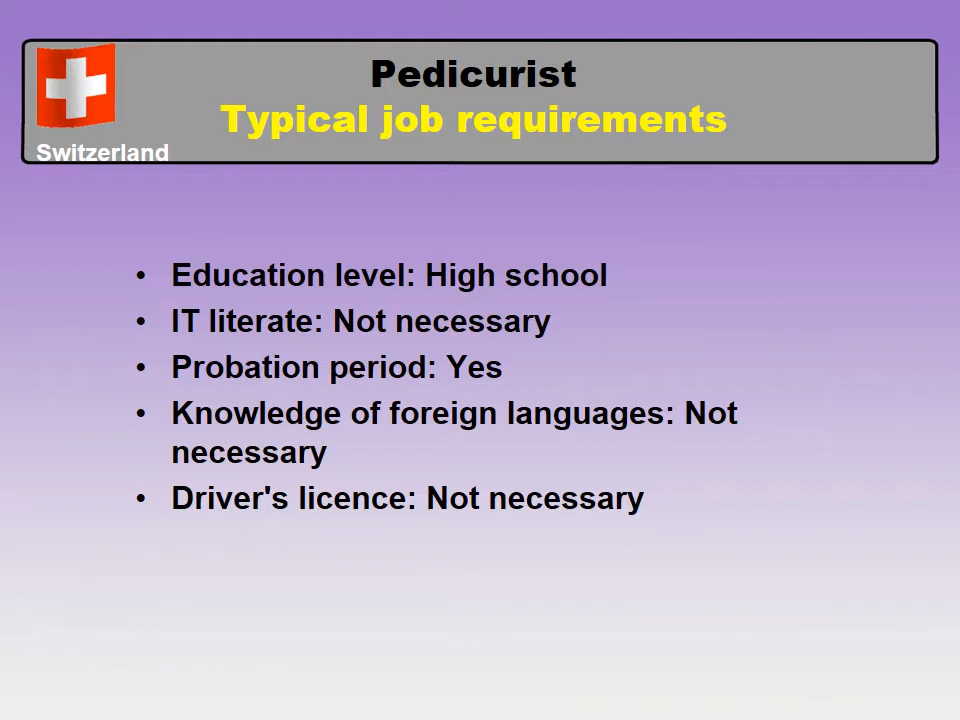 Pedicurist
Typical job requirements
Switzerland
• Education level: High school
• IT literate: Not necessary
• Probation period: Yes
• Knowledge of foreign languages: Not
necessary
• Driver's licence: Not necessary